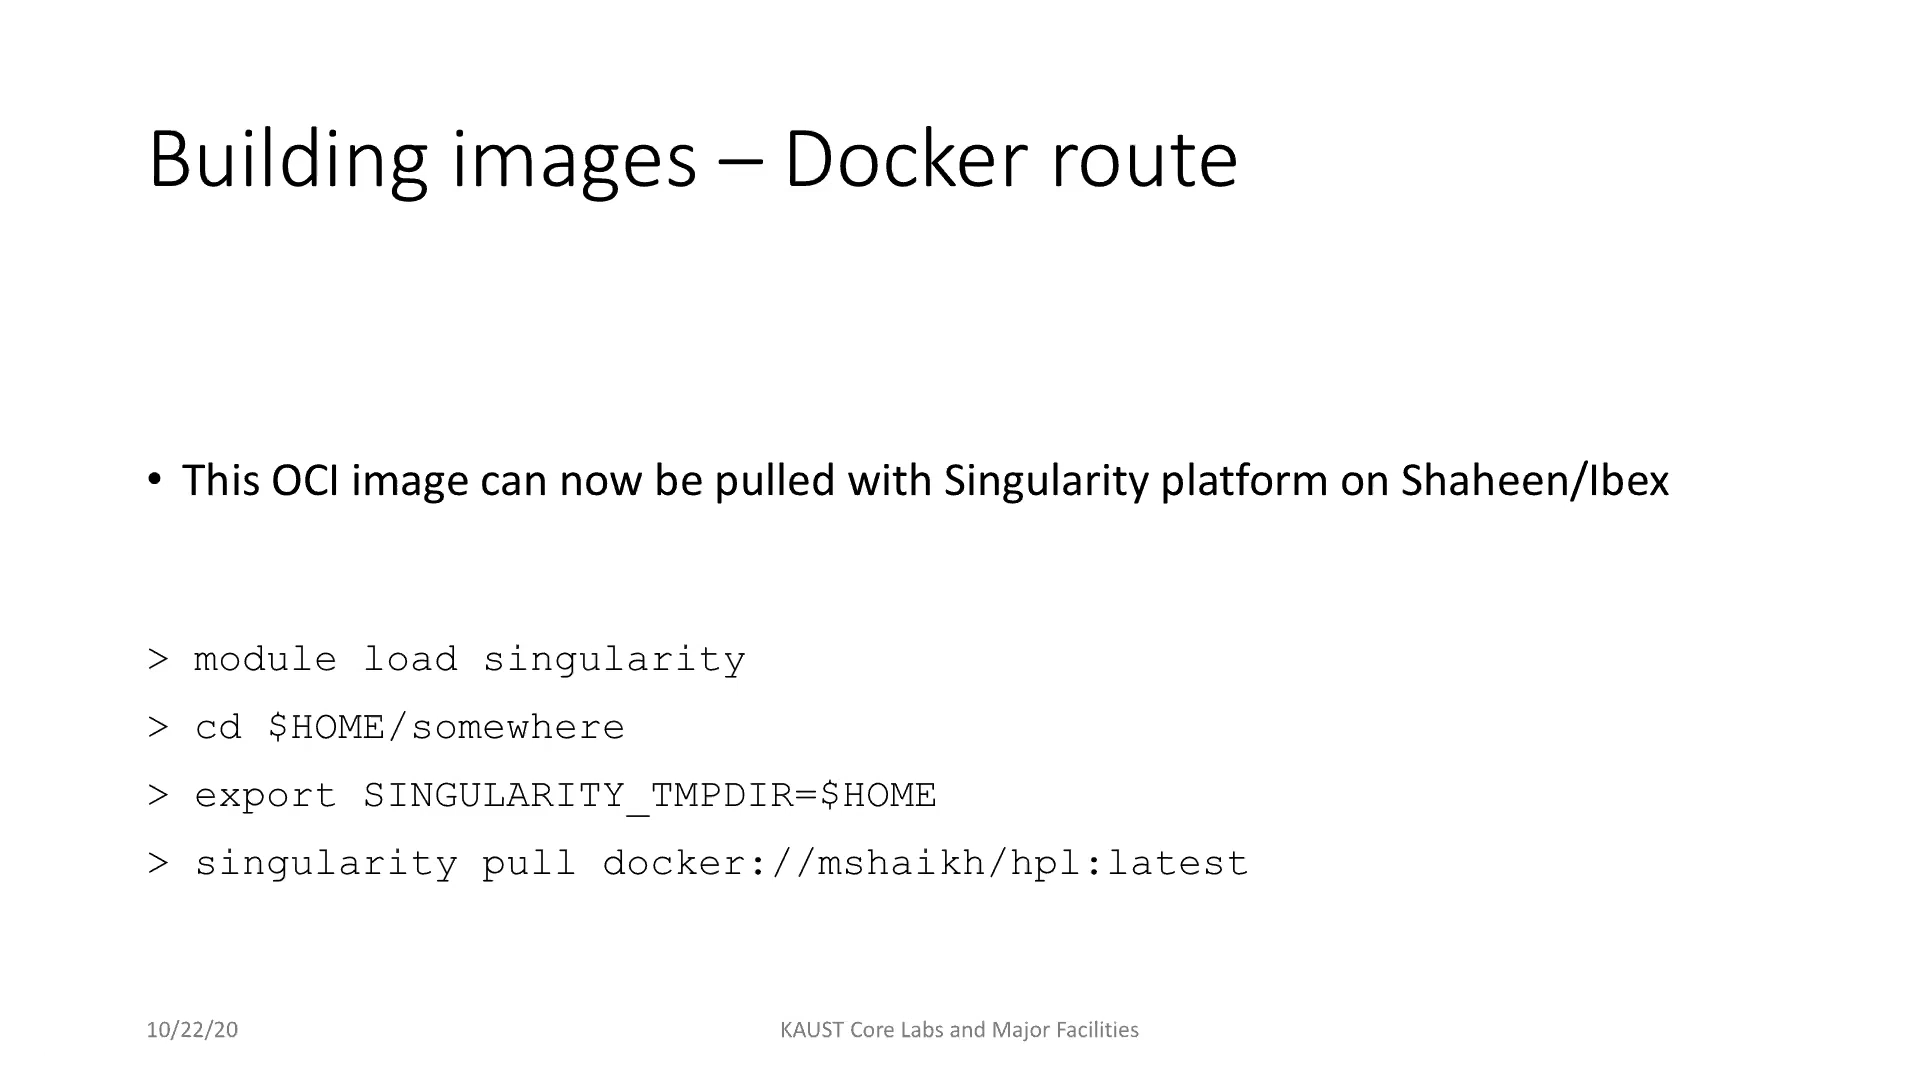 Building images – Docker route
• This OCI image can now be pulled with Singularity platform on Shaheen/Ibex
> module load singularity
> cd $HOME/somewhere
> export SINGULARITY_TMPDIR=$HOME
> singularity pull docker://mshaikh/hpl:latest
10/22/20
KAUST Core Labs and Major Facilities